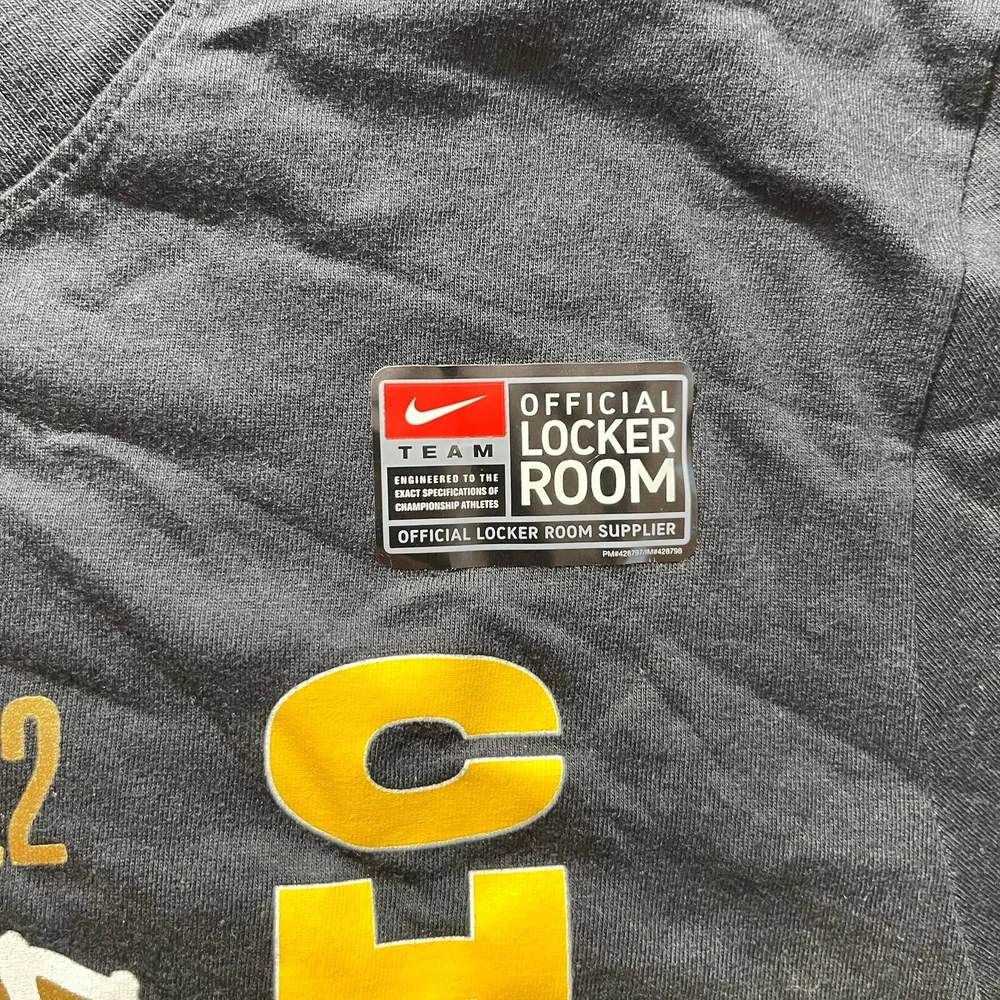 TEAM
ENGINEERED TO THE
EXACT SPECIFICATIONS OF
CHAMPIONSHIP ATHLETES
OFFICIAL
LOCKER
ROOM
OFFICIAL LOCKER ROOM SUPPLIER
PM#428797/IM#428798
2
C
H